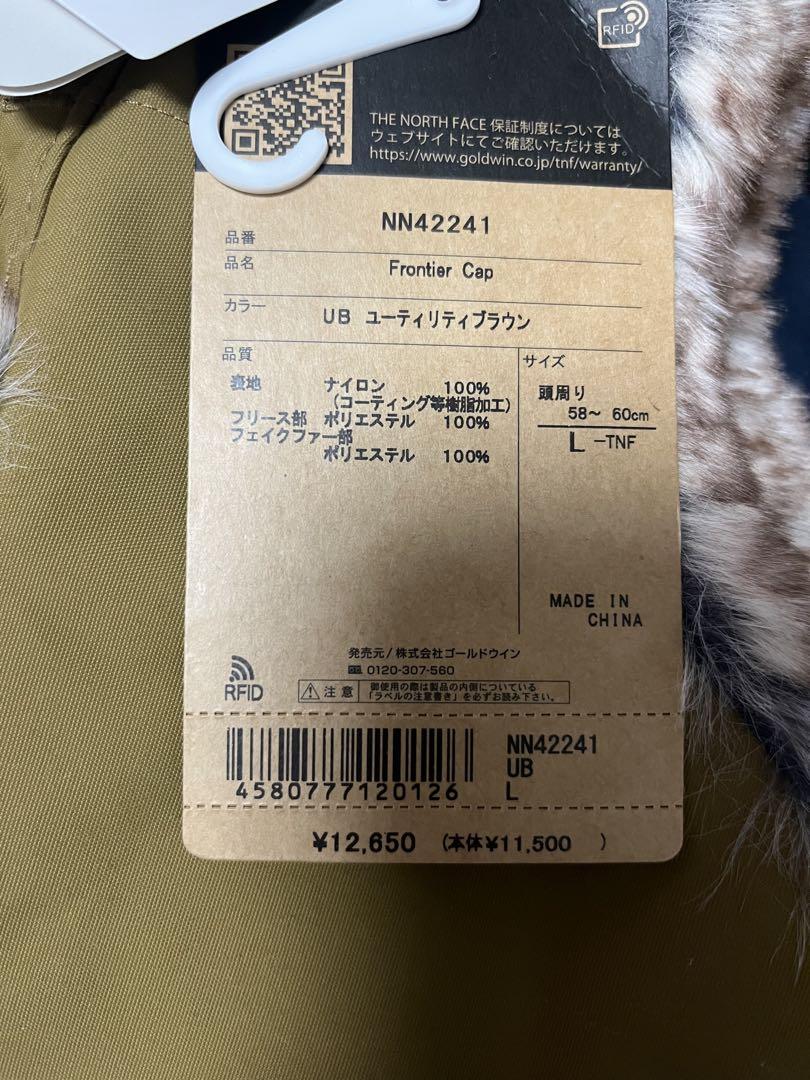 RFID
THE NORTH FACE 保証制度については
ウェブサイトにてご確認いただけます。
https://www.goldwin.co.jp/tnf/warranty/
品番 NN42241
品名 Frontier Cap
カラー UB ユーティリティブラウン
品質
表地 ナイロン 100%
(コーティング等樹脂加工)
フリース部 ポリエステル 100%
フェイクファー部
ポリエステル 100%
サイズ
頭周り
58～ 60cm
L -TNF
MADE IN
CHINA
発売元/株式会社ゴールドウイン
0120-307-560
RFID
注意 御使用の際は製品の内側についている
「ラベルの注意書き」を必ずお読み下さい。
4580777120126
NN42241
UB
L
¥12,650 (本体¥11,500 )